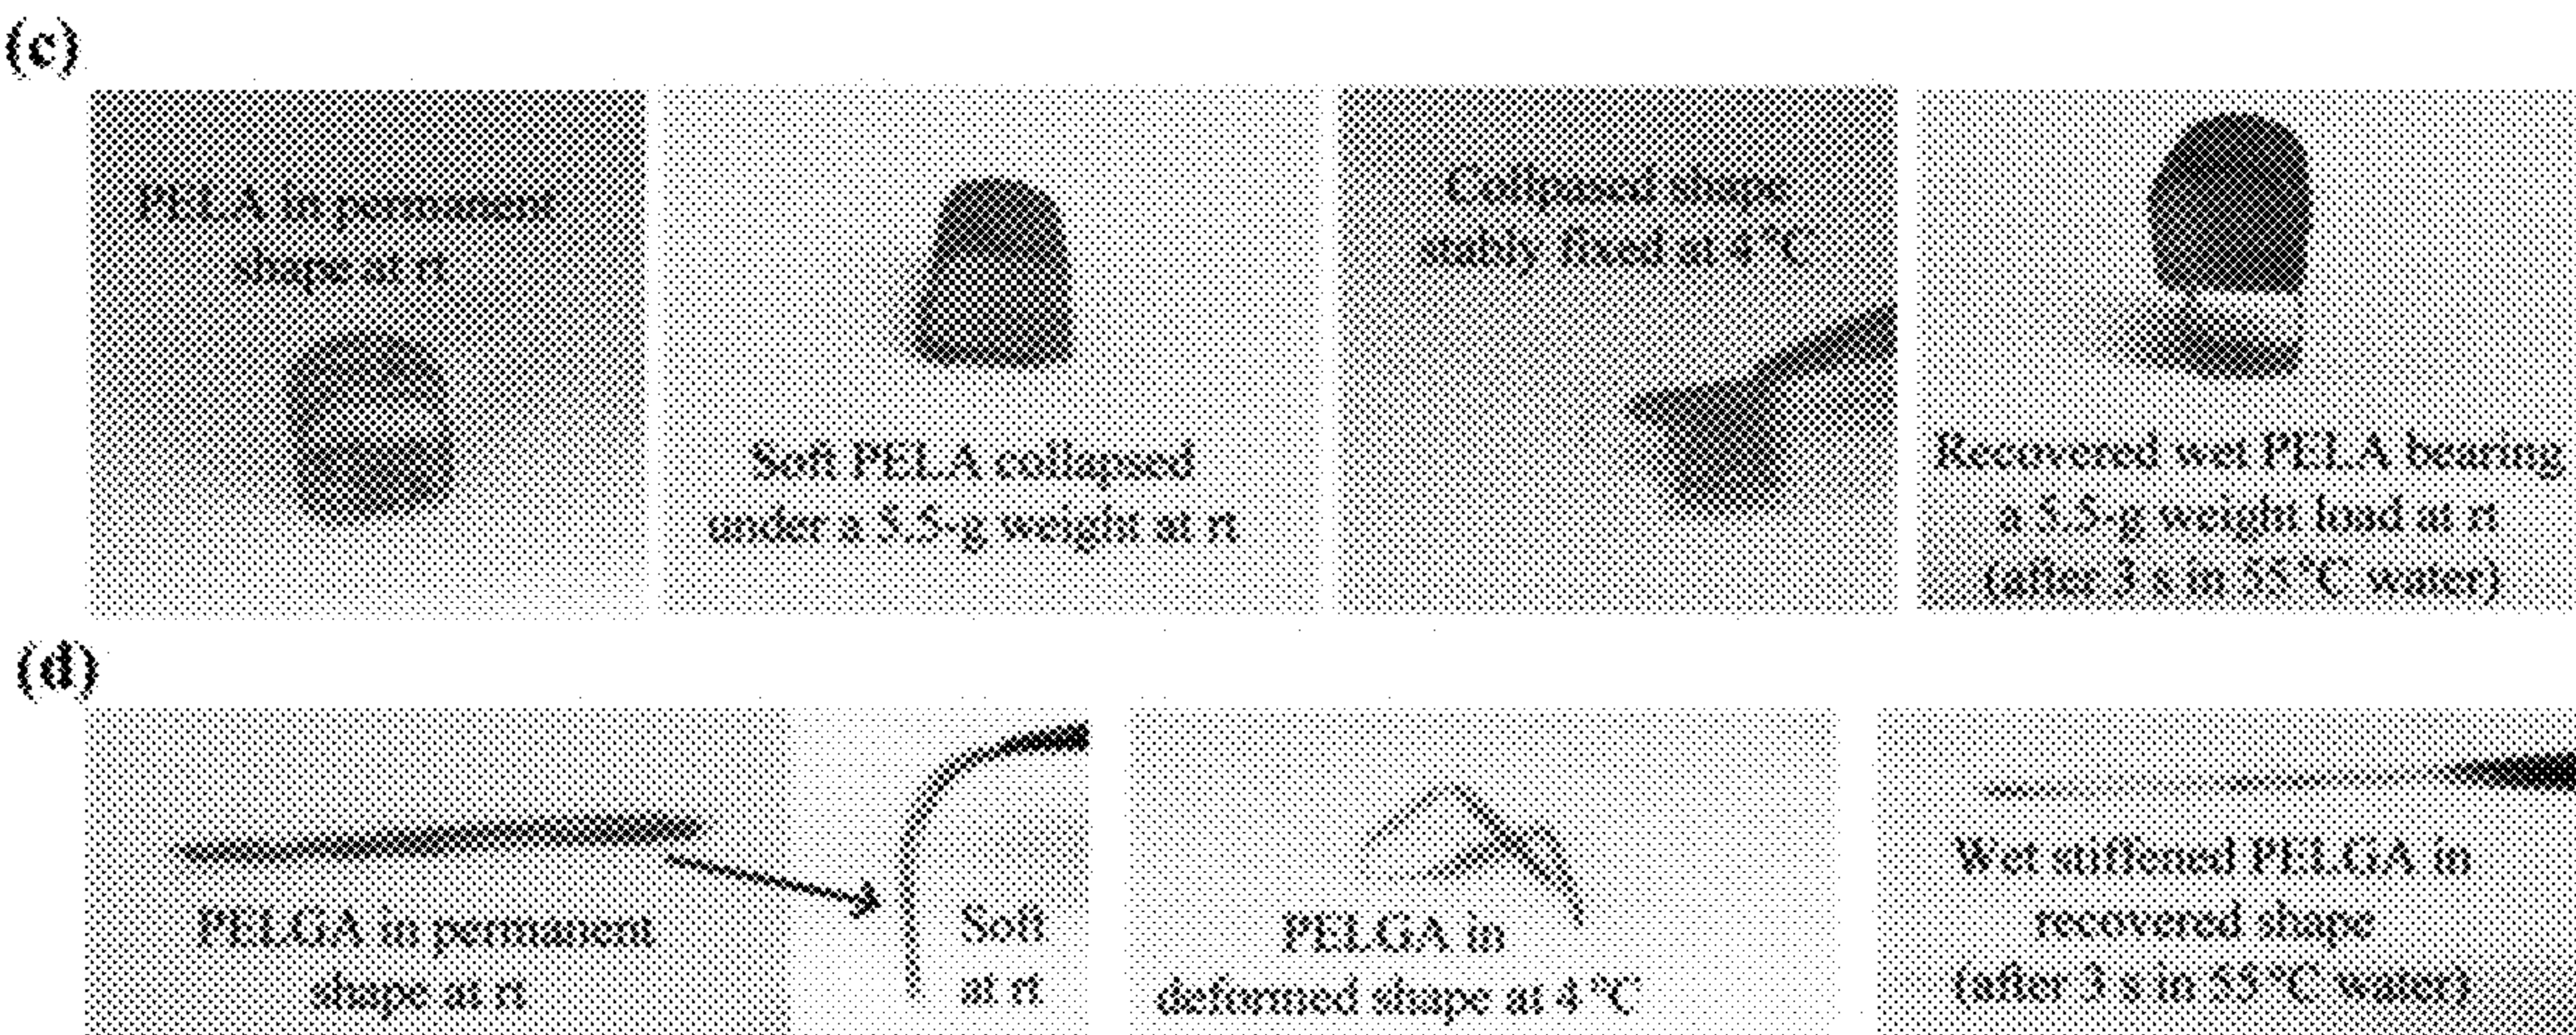 (c)
PELA in permanent
shape at rt
Soft PELA collapsed
under a 5.5-g weight at rt
Collpased shape
stably fixed at 4 °C
Recovered wet PELA bearing
a 5.5-g weight load at rt
(after 3 s in 55 °C water)
(d)
PELGA in permanent
shape at rt
Soft
at rt
PELGA in
deformed shape at 4 °C
Wet stiffened PELGA in
recovered shape
(after 3 s in 55 °C water)